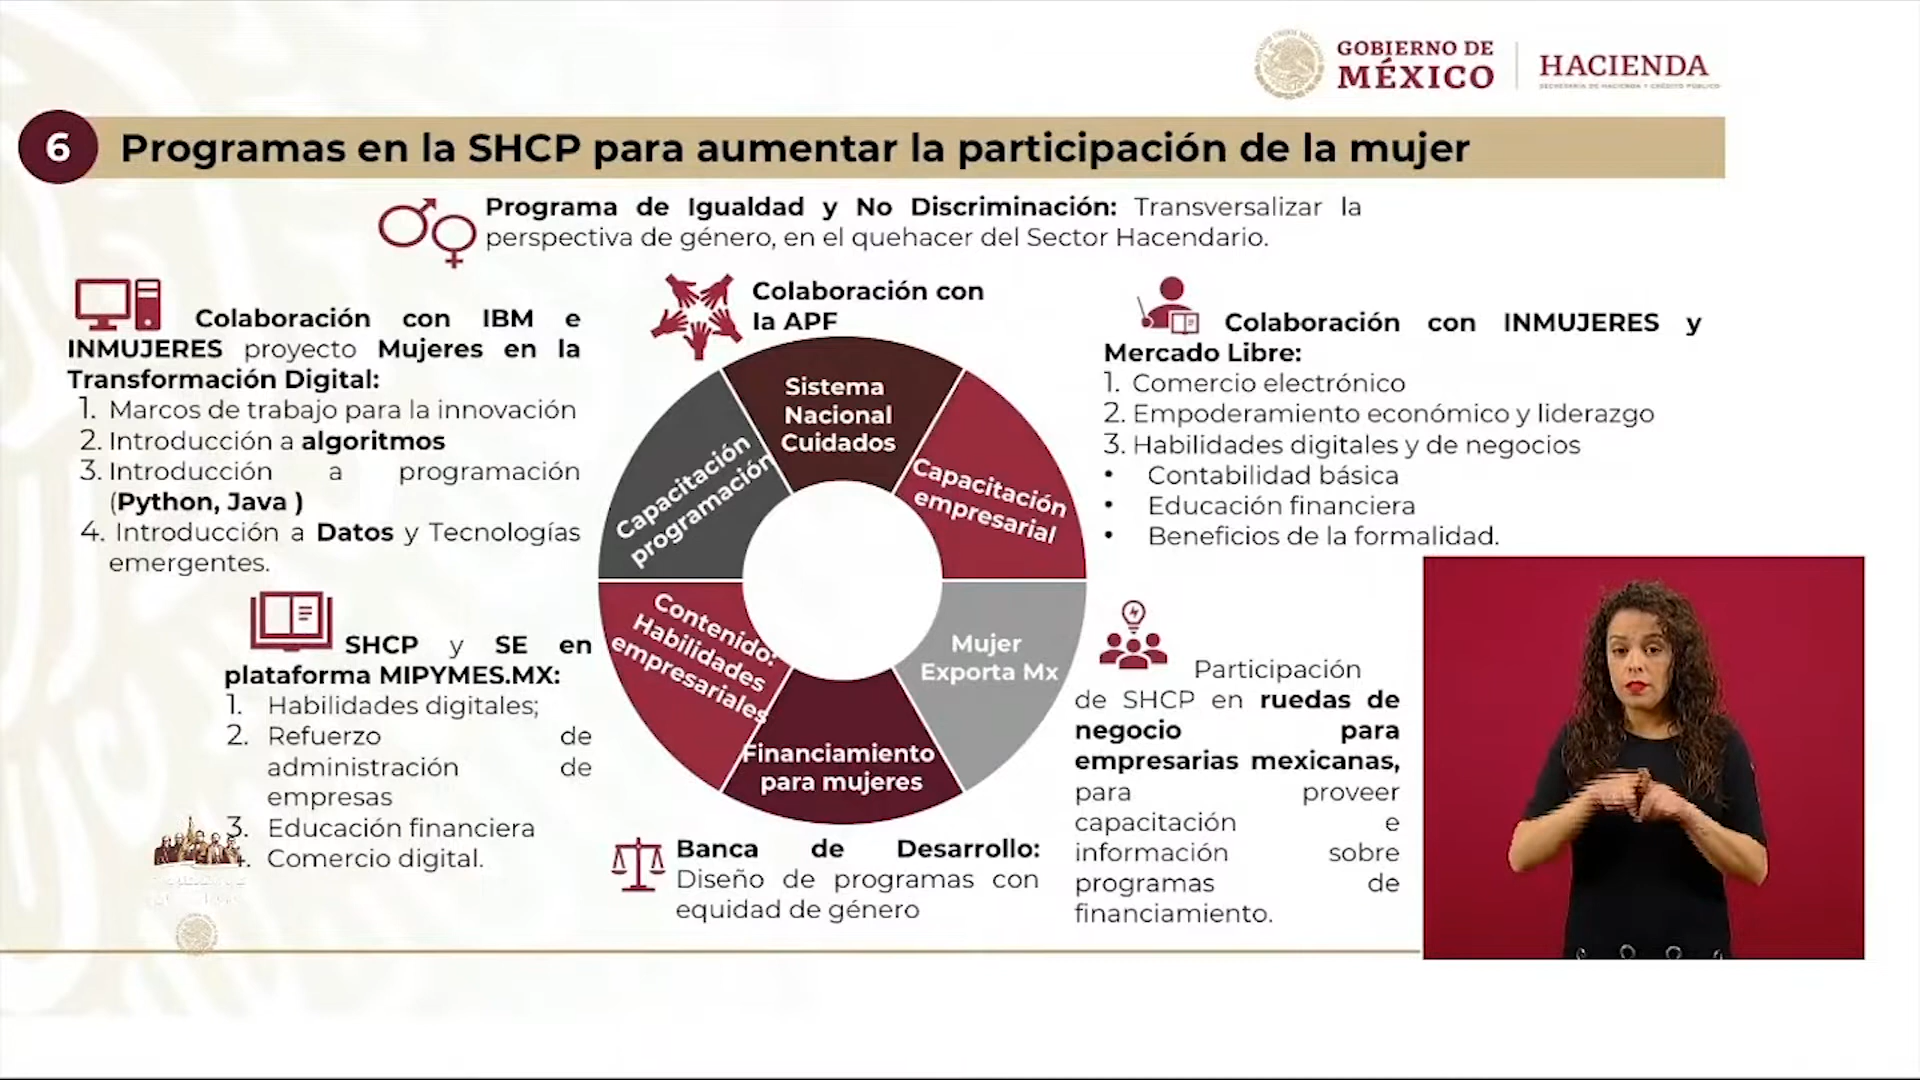 GOBIERNO DE
MÉXICO
HACIENDA
SECRETARÍA DE HACIENDA Y CRÉDITO PÚBLICO
6
Programas en la SHCP para aumentar la participación de la mujer
Programa de Igualdad y No Discriminación: Transversalizar la
perspectiva de género, en el quehacer del Sector Hacendario.
Colaboración con IBM e
INMUJERES proyecto Mujeres en la
Transformación Digital:
1. Marcos de trabajo para la innovación
2. Introducción a algoritmos
3. Introducción a programación
(Python, Java )
4. Introducción a Datos y Tecnologías
emergentes.
Colaboración con
la APF
Colaboración con INMUJERES y
Mercado Libre:
1. Comercio electrónico
2. Empoderamiento económico y liderazgo
3. Habilidades digitales y de negocios
• Contabilidad básica
• Educación financiera
• Beneficios de la formalidad.
Sistema
Nacional
Cuidados
Capacitación
empresarial
Mujer
Exporta Mx
Financiamiento
para mujeres
Contenido:
Habilidades
empresariales
Capacitación
programación
SHCP y SE en
plataforma MIPYMES.MX:
1. Habilidades digitales;
2. Refuerzo de
administración de
empresas
3. Educación financiera
4. Comercio digital.
Banca de Desarrollo:
Diseño de programas con
equidad de género
Participación
de SHCP en ruedas de
negocio para
empresarias mexicanas,
para proveer
capacitación e
información sobre
programas de
financiamiento.